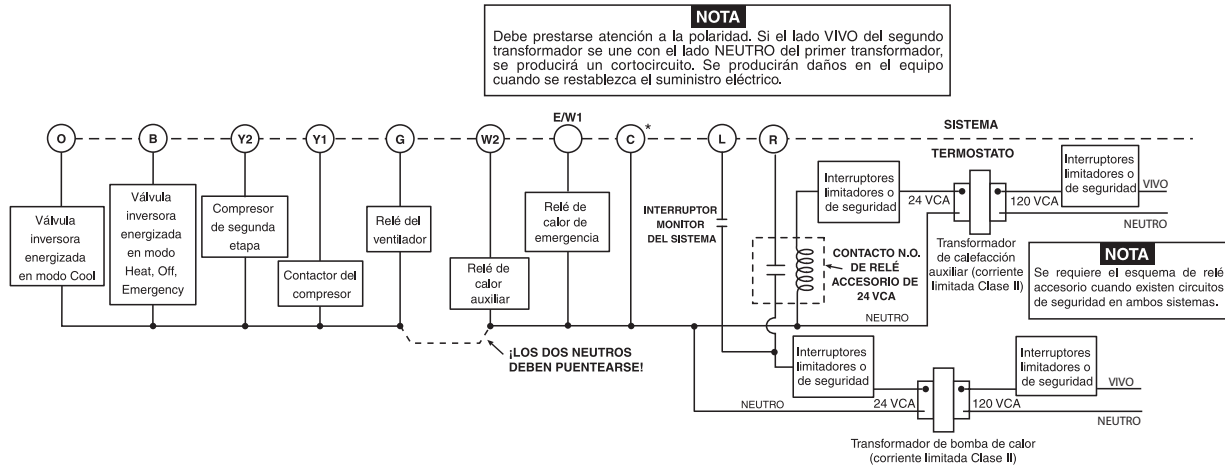 NOTA
Debe prestarse atención a la polaridad. Si el lado VIVO del segundo
transformador se une con el lado NEUTRO del primer transformador,
se producirá un cortocircuito. Se producirán daños en el equipo
cuando se restablezca el suministro eléctrico.
O
B
Y2
Y1
G
W2
E/W1
C
*
L
R
SISTEMA
TERMOSTATO
Válvula
inversora
energizada
en modo Cool
Válvula
inversora
energizada
en modo
Heat, Off,
Emergency
Compresor
de segunda
etapa
Contactor del
compresor
Relé del
ventilador
Relé de
calor
auxiliar
Relé de
calor de
emergencia
INTERRUPTOR
MONITOR
DEL SISTEMA
CONTACTO N.O.
DE RELÉ
ACCESORIO DE
24 VCA
Interruptores
limitadores o
de seguridad
24 VCA
120 VCA
Interruptores
limitadores o
de seguridad
VIVO
NEUTRO
Transformador
de calefacción
auxiliar (corriente
limitada Clase II)
NEUTRO
NOTA
Se requiere el esquema de relé
accesorio cuando existen circuitos
de seguridad en ambos sistemas.
¡LOS DOS NEUTROS
DEBEN PUENTEARSE!
Interruptores
limitadores o
de seguridad
NEUTRO
24 VCA
120 VCA
Interruptores
limitadores o
de seguridad
VIVO
NEUTRO
Transformador de bomba de calor
(corriente limitada Clase II)